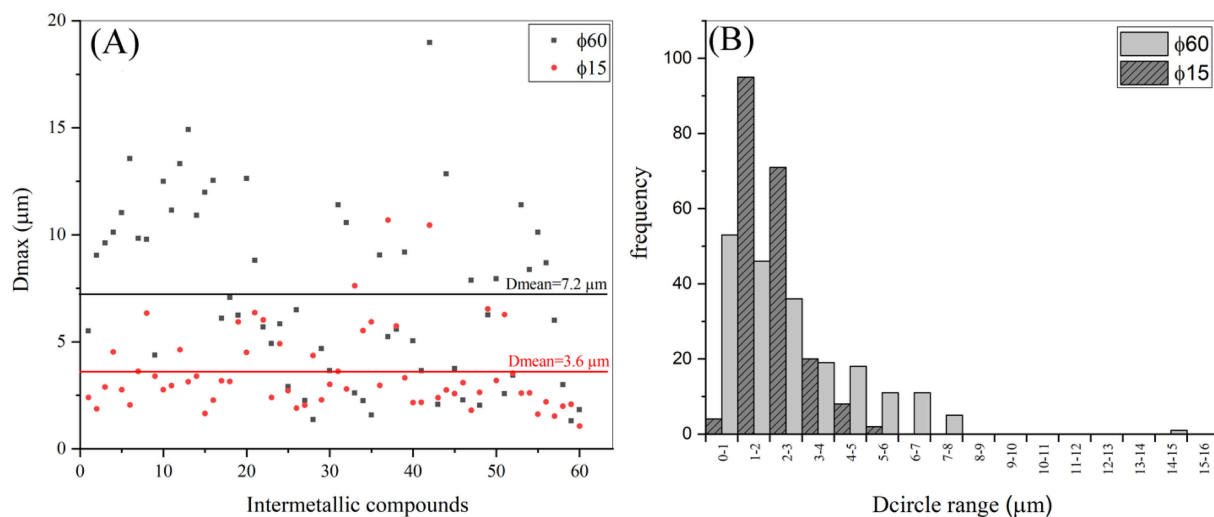 (A)
ϕ60
ϕ15
20
15
10
5
0
Dmax (μm)
Dmean=7.2 μm
Dmean=3.6 μm
0 10 20 30 40 50 60
Intermetallic compounds
(B)
ϕ60
ϕ15
100
80
60
40
20
0
frequency
0-1 1-2 2-3 3-4 4-5 5-6 6-7 7-8 8-9 9-10 10-11 11-12 12-13 13-14 14-15 15-16
Dcircle range (μm)